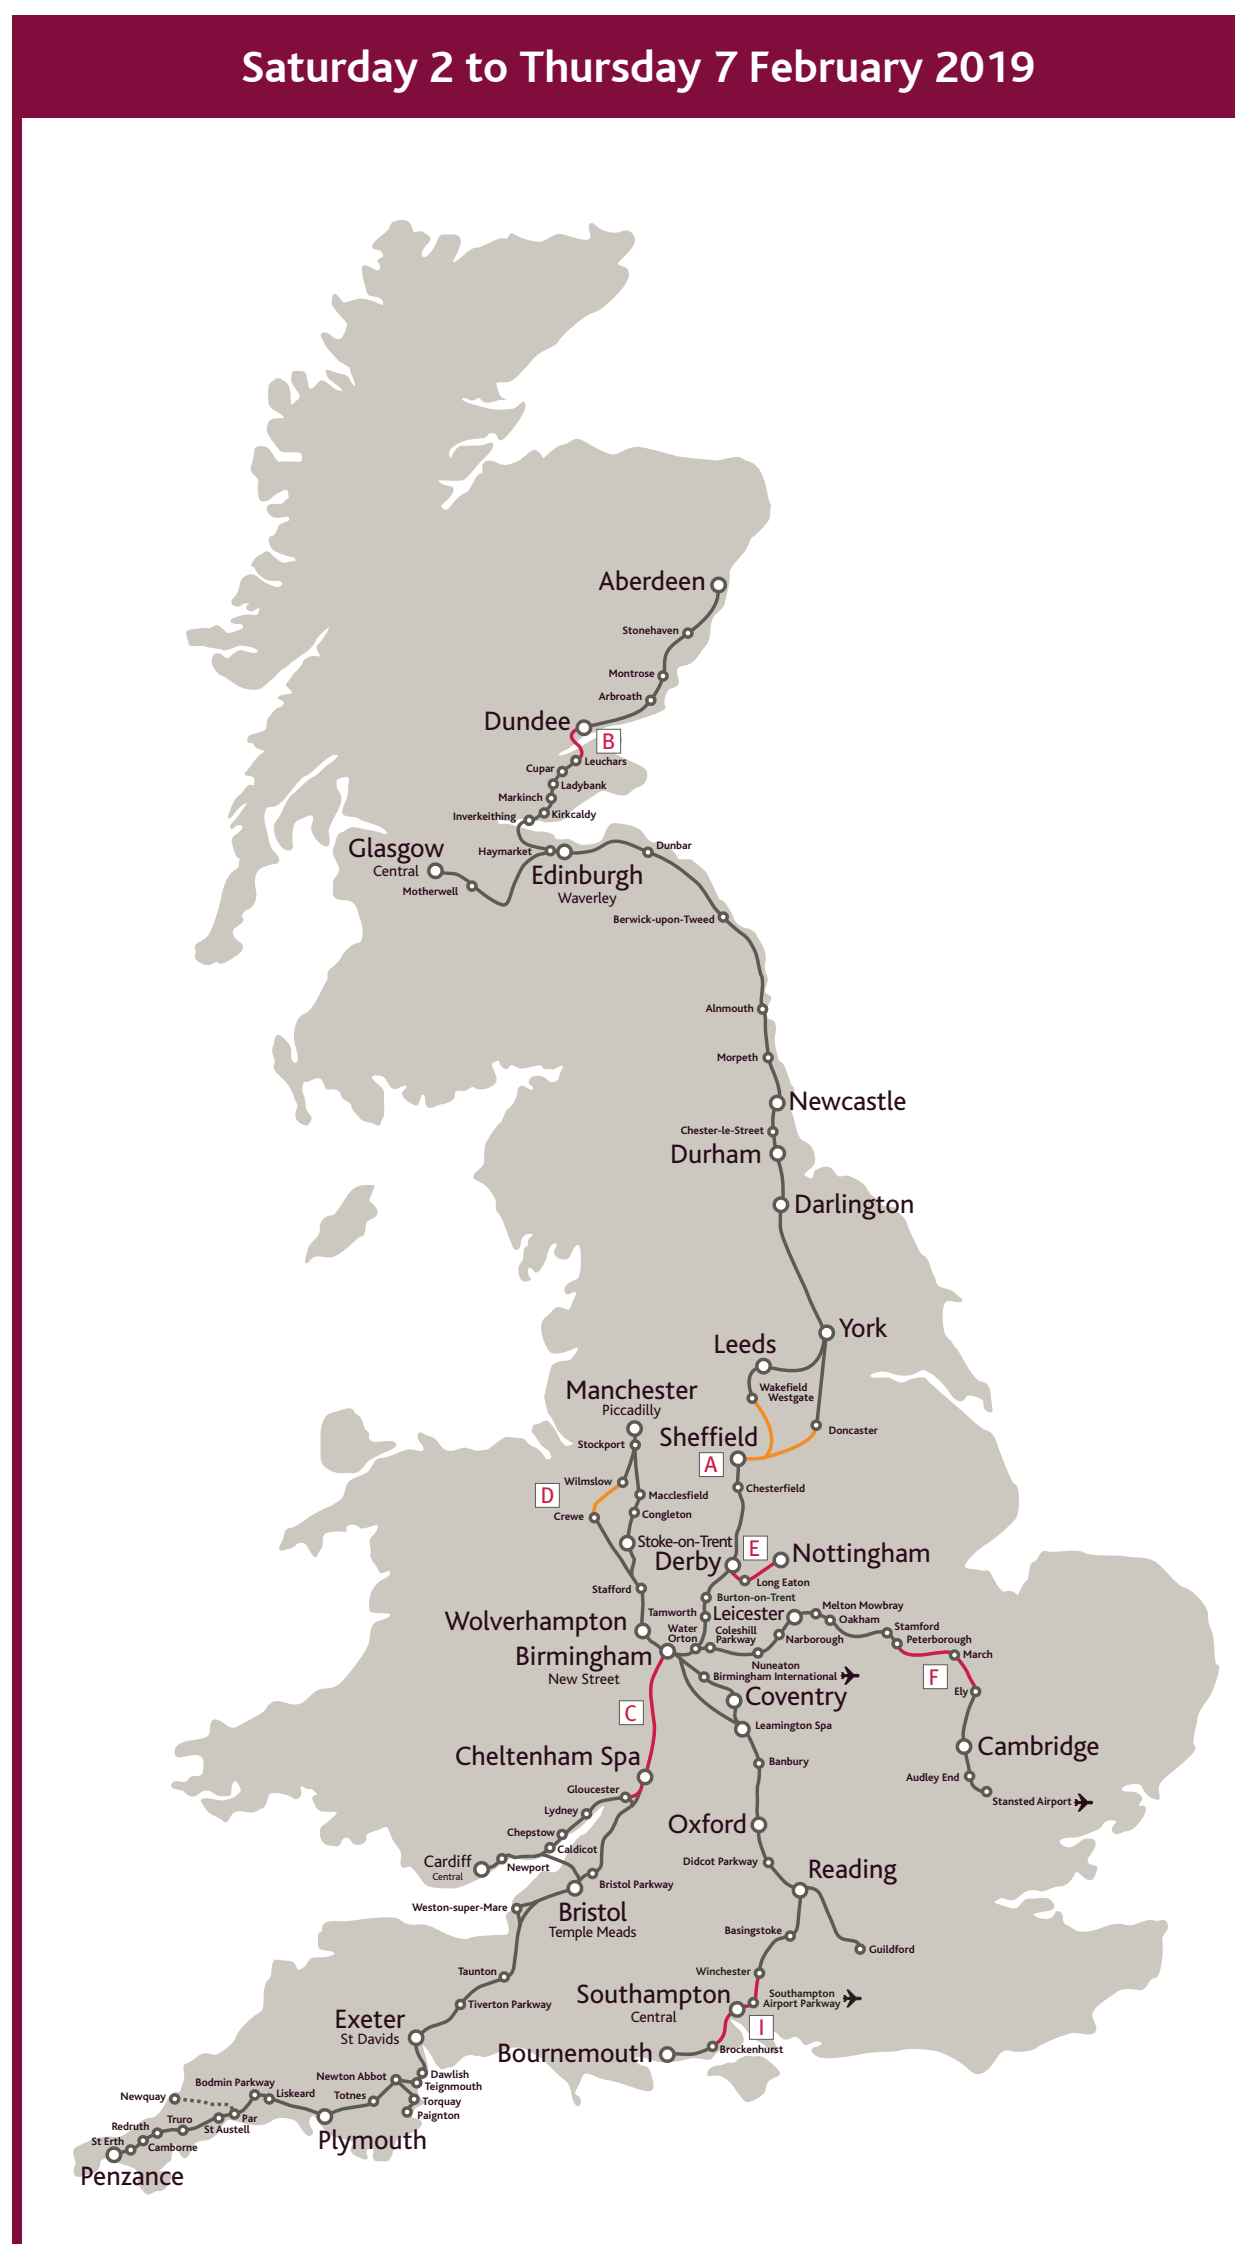 Saturday 2 to Thursday 7 February 2019
Aberdeen
Stonehaven
Montrose
Arbroath
Dundee
B
Leuchars
Cupar
Ladybank
Markinch
Kirkcaldy
Inverkeithing
Glasgow
Central
Motherwell
Haymarket
Edinburgh
Waverley
Dunbar
Berwick-upon-Tweed
Alnmouth
Morpeth
Newcastle
Chester-le-Street
Durham
Darlington
York
Leeds
Wakefield
Westgate
Manchester
Piccadilly
Stockport
Doncaster
Sheffield
A
Wilmslow
D
Crewe
Macclesfield
Congleton
Chesterfield
Stoke-on-Trent
Derby
E
Nottingham
Long Eaton
Stafford
Burton-on-Trent
Tamworth
Leicester
Melton Mowbray
Oakham
Stamford
Peterborough
March
Wolverhampton
Water
Orton
Coleshill
Parkway
Narborough
Birmingham
New Street
Nuneaton
Birmingham International
F
Ely
C
Coventry
Leamington Spa
Cambridge
Cheltenham Spa
Banbury
Audley End
Stansted Airport
Gloucester
Lydney
Chepstow
Caldicot
Oxford
Cardiff
Central
Newport
Didcot Parkway
Reading
Bristol Parkway
Weston-super-Mare
Bristol
Temple Meads
Basingstoke
Guildford
Taunton
Winchester
Tiverton Parkway
Southampton
Central
Southampton
Airport Parkway
I
Exeter
St Davids
Bournemouth
Brockenhurst
Dawlish
Teignmouth
Newton Abbot
Torquay
Paignton
Totnes
Bodmin Parkway
Liskeard
Newquay
Par
St Austell
Truro
Redruth
Camborne
St Erth
Plymouth
Penzance